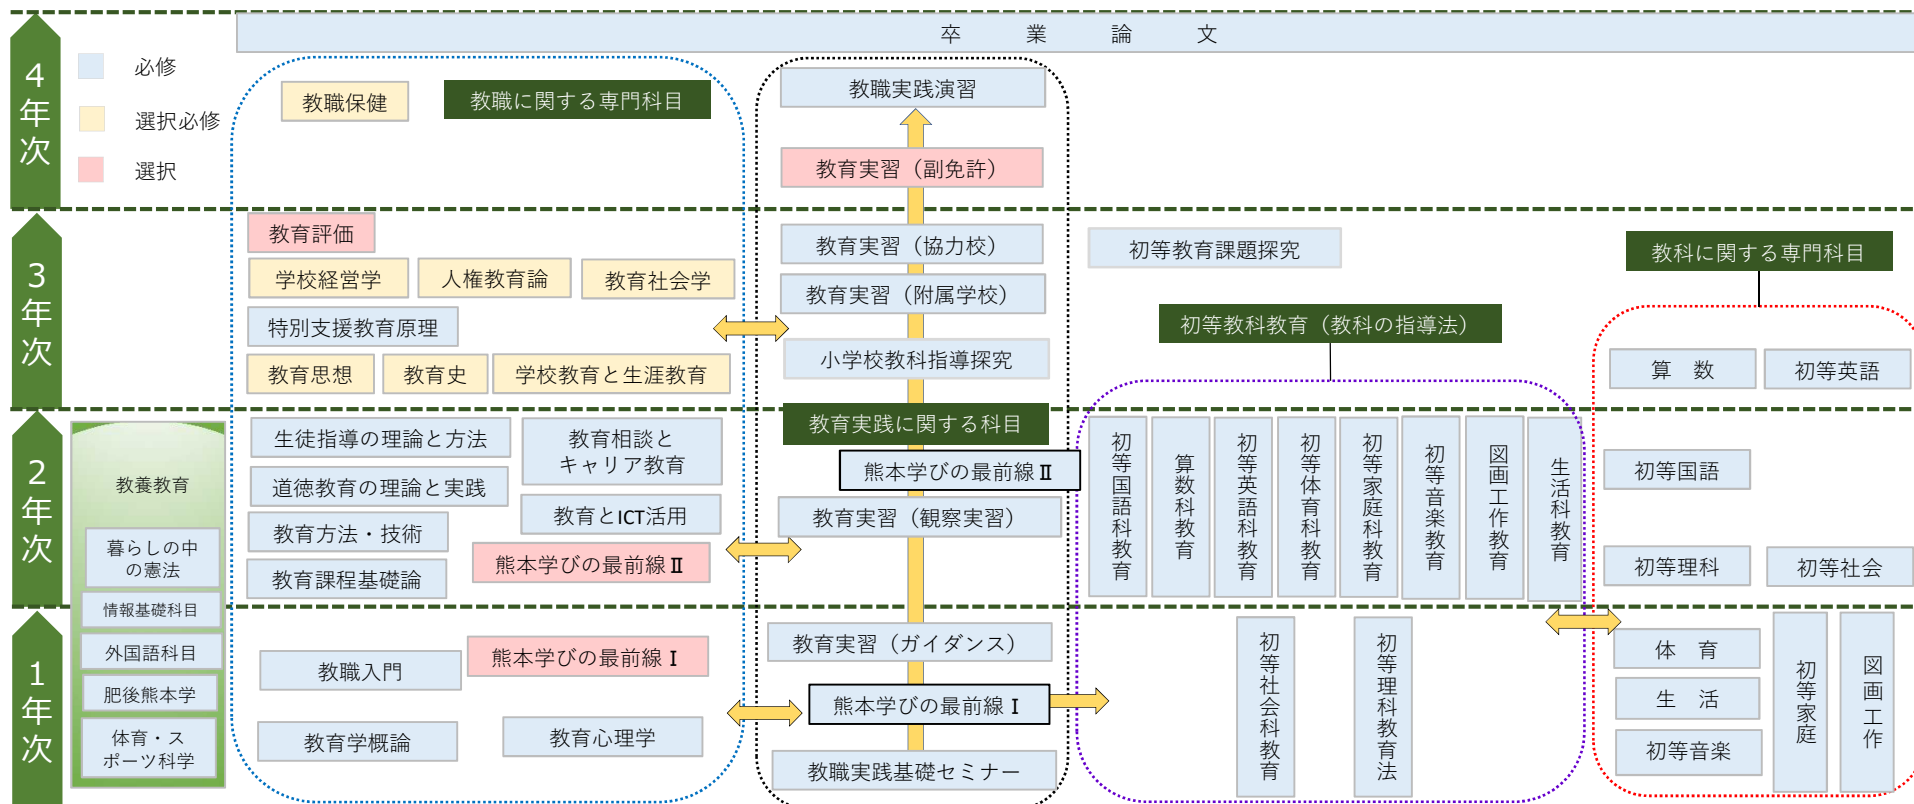 卒　業　論　文
4年次
必修
選択必修
選択
教職保健
教職に関する専門科目
教職実践演習
教育実習（副免許）
3年次
教育評価
学校経営学
人権教育論
教育社会学
特別支援教育原理
教育思想
教育史
学校教育と生涯教育
教育実習（協力校）
教育実習（附属学校）
小学校教科指導探究
初等教育課題探究
初等教科教育（教科の指導法）
教科に関する専門科目
算　数
初等英語
2年次
教養教育
暮らしの中
の憲法
情報基礎科目
外国語科目
肥後熊本学
体育・ス
ポーツ科学
生徒指導の理論と方法
教育相談と
キャリア教育
道徳教育の理論と実践
教育とICT活用
教育方法・技術
熊本学びの最前線Ⅱ
教育課程基礎論
教育実践に関する科目
熊本学びの最前線Ⅱ
教育実習（観察実習）
初等国語科教育
算数科教育
初等英語科教育
初等体育科教育
初等家庭科教育
初等音楽教育
図画工作教育
生活科教育
初等国語
初等理科
初等社会
1年次
教職入門
熊本学びの最前線Ⅰ
教育学概論
教育心理学
教育実習（ガイダンス）
熊本学びの最前線Ⅰ
教職実践基礎セミナー
初等社会科教育
初等理科教育法
体　育
生　活
初等音楽
初等家庭
図画工作